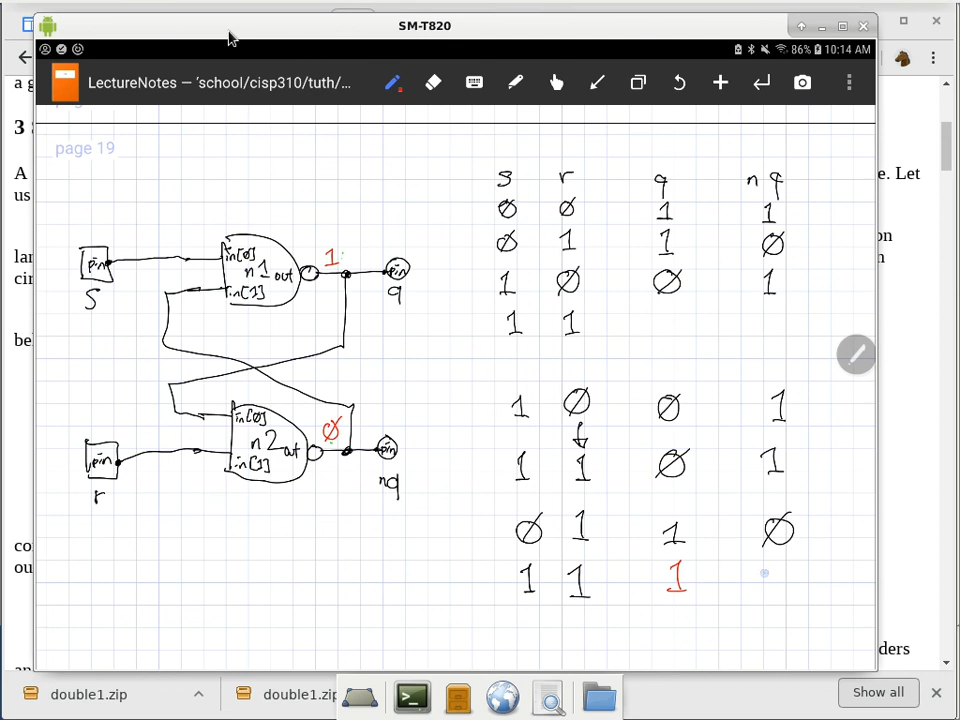 SM-T820
86% 10:14 AM
LectureNotes — 'school/cisp310/tuth/...
a g
page 19
3 S
A
e. Let
us
on
lan
n
cir
bel
co
ou
ders
an
S r q nq
0 0 1 1
0 1 1 0
1 0 0 1
1 1
1 0 0 1
1 1 0 1
0 1 1 0
1 1 1
pin
S
in[0]
n1 out
in[1]
1
pin
q
pin
r
in[0]
n2 out
in[1]
0
pin
nq
double1.zip
double1.zip
Show all